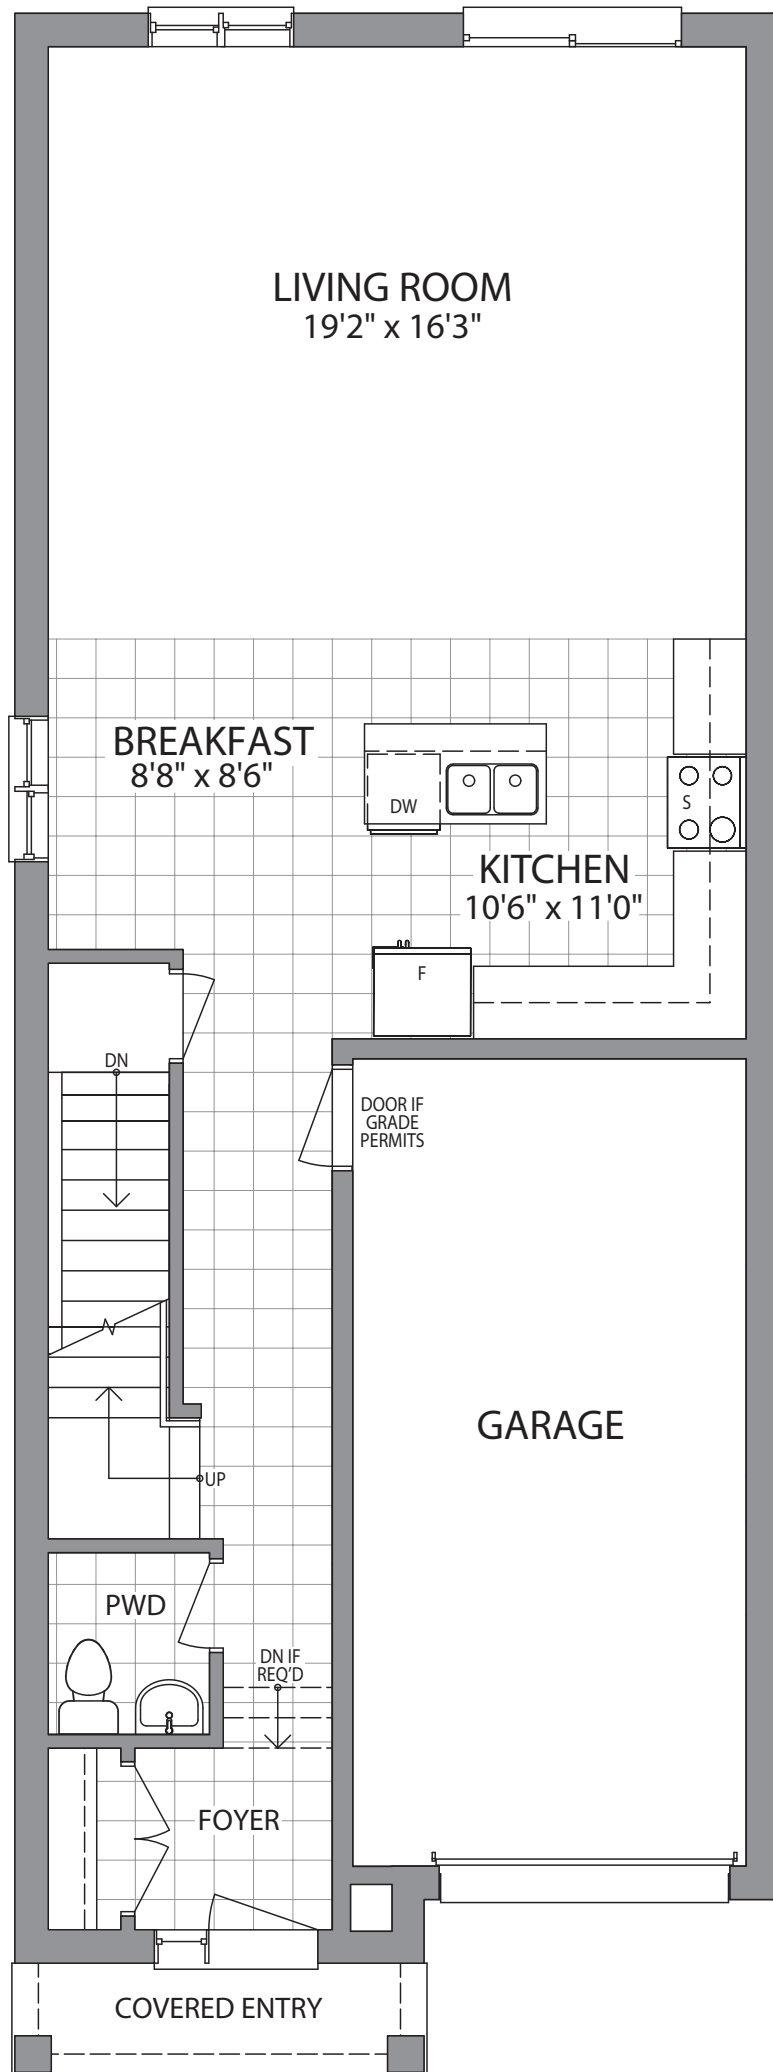 LIVING ROOM
19'2" x 16'3"
BREAKFAST
8'8" x 8'6"
DW
S
KITCHEN
10'6" x 11'0"
F
DN
DOOR IF
GRADE
PERMITS
GARAGE
UP
PWD
DN IF
REQ'D
FOYER
COVERED ENTRY